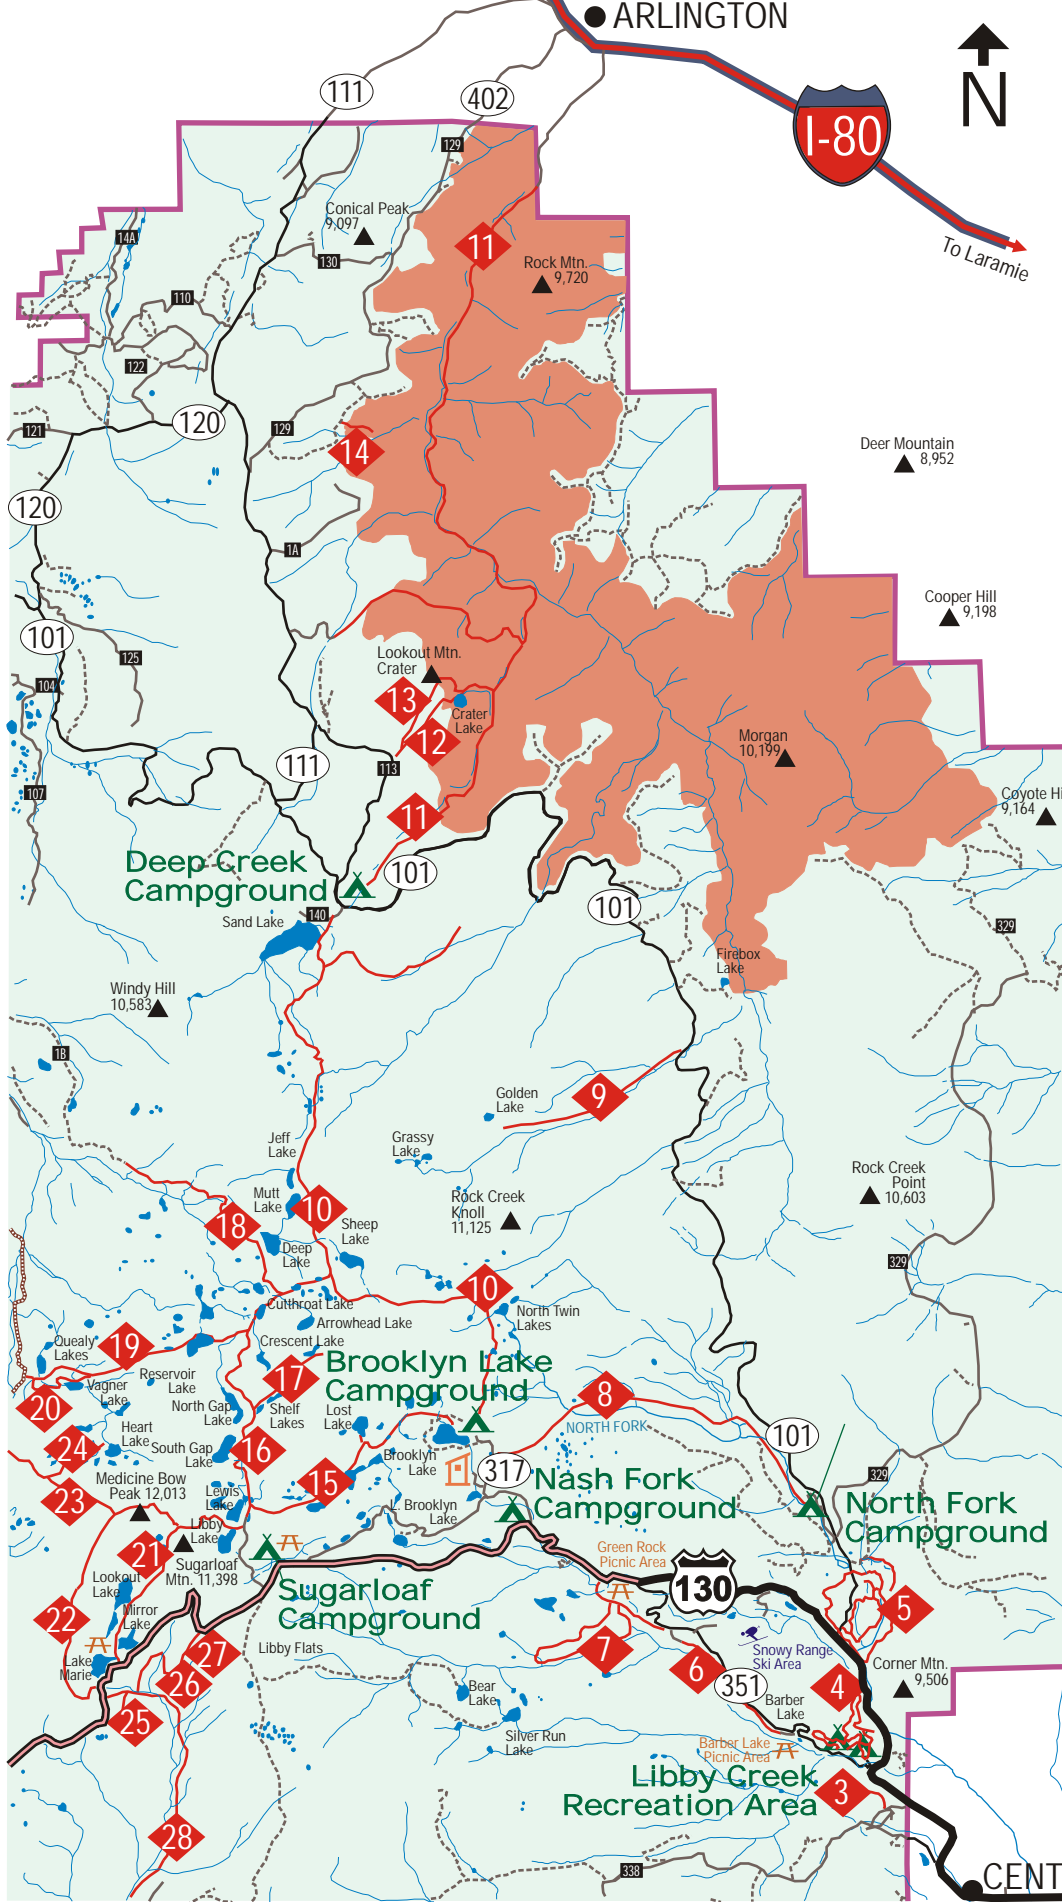 ARLINGTON
N
I-80
To Laramie
111
402
129
Conical Peak
9,097
14A
130
11
Rock Mtn.
9,720
110
122
120
121
129
14
Deer Mountain
8,952
120
1A
Cooper Hill
9,198
101
125
104
Lookout Mtn.
Crater
13
Crater
Lake
12
Morgan
10,199
111
113
107
Coyote Hi
9,164
11
101
Deep Creek
Campground
101
140
Sand Lake
329
Firebox
Lake
Windy Hill
10,583
1B
Golden
Lake
9
Jeff
Lake
Grassy
Lake
Rock Creek
Point
10,603
Mutt
Lake
10
Rock Creek
Knoll
11,125
18
Sheep
Lake
Deep
Lake
329
10
Cutthroat Lake
North Twin
Lakes
Arrowhead Lake
Quealy
Lakes
19
Crescent Lake
Brooklyn Lake
Campground
Reservoir
Lake
17
Vagner
Lake
8
20
North Gap
Lake
Shelf
Lakes
Lost
Lake
NORTH FORK
Heart
Lake
101
24
South Gap
Lake
16
Brooklyn
Lake
317
329
Medicine Bow
Peak 12,013
15
Nash Fork
Campground
23
Lewis
Lake
L. Brooklyn
Lake
North Fork
Campground
Libby
Lake
21
Sugarloaf
Mtn. 11,398
Green Rock
Picnic Area
130
Lookout
Lake
Sugarloaf
Campground
22
Mirror
Lake
5
27
Libby Flats
7
Snowy Range
Ski Area
Lake
Marie
26
6
351
4
Corner Mtn.
9,506
Bear
Lake
Barber
Lake
25
Silver Run
Lake
Barber Lake
Picnic Area
Libby Creek
Recreation Area
3
28
338
CENT